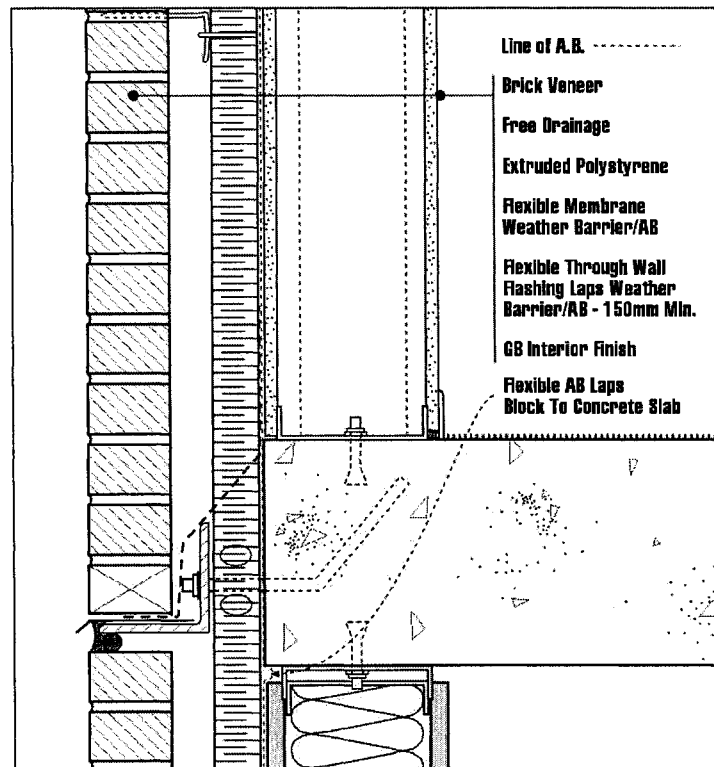 Line of A.B.
Brick Veneer
Free Drainage
Extruded Polystyrene
Flexible Membrane
Weather Barrier/AB
Flexible Through Wall
Flashing Laps Weather
Barrier/AB - 150mm Min.
GB Interior Finish
Flexible AB Laps
Block To Concrete Slab